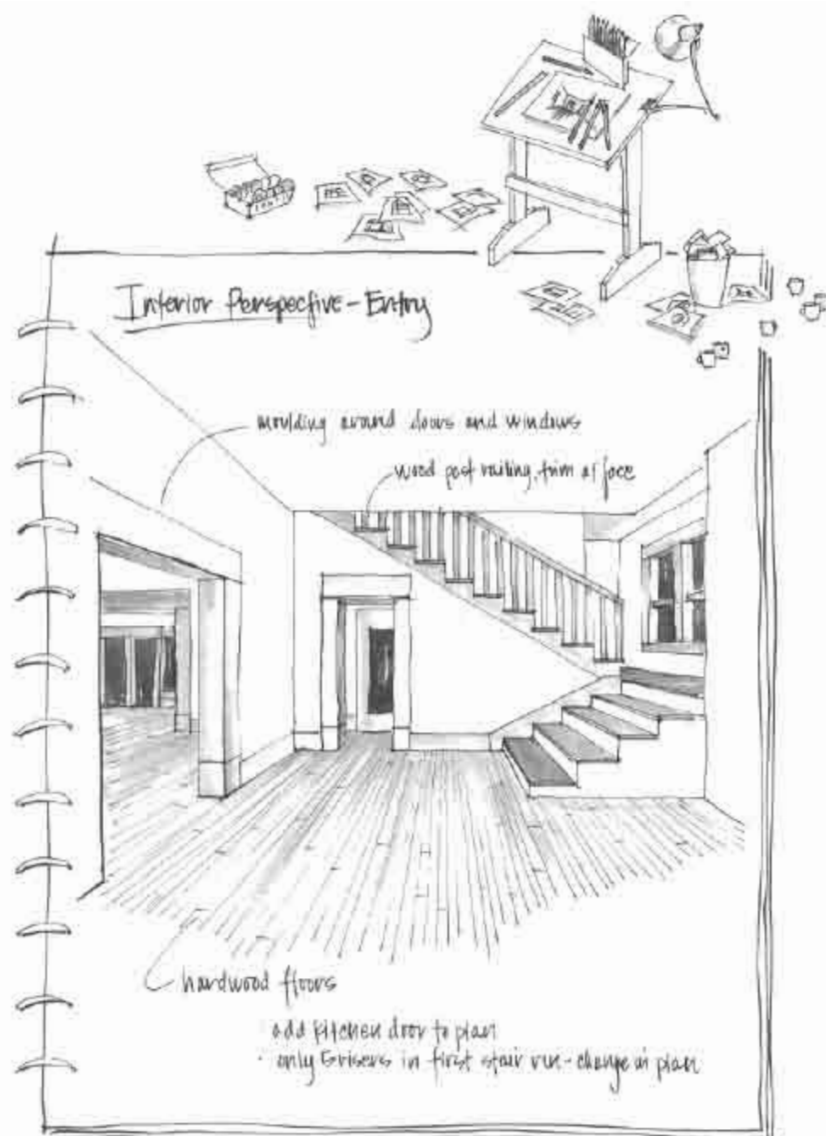 Interior Perspective - Entry
moulding around doors and windows
wood post railing, trim at face
hardwood floors
add kitchen door to plan
· only 5 risers in first stair run - change in plan